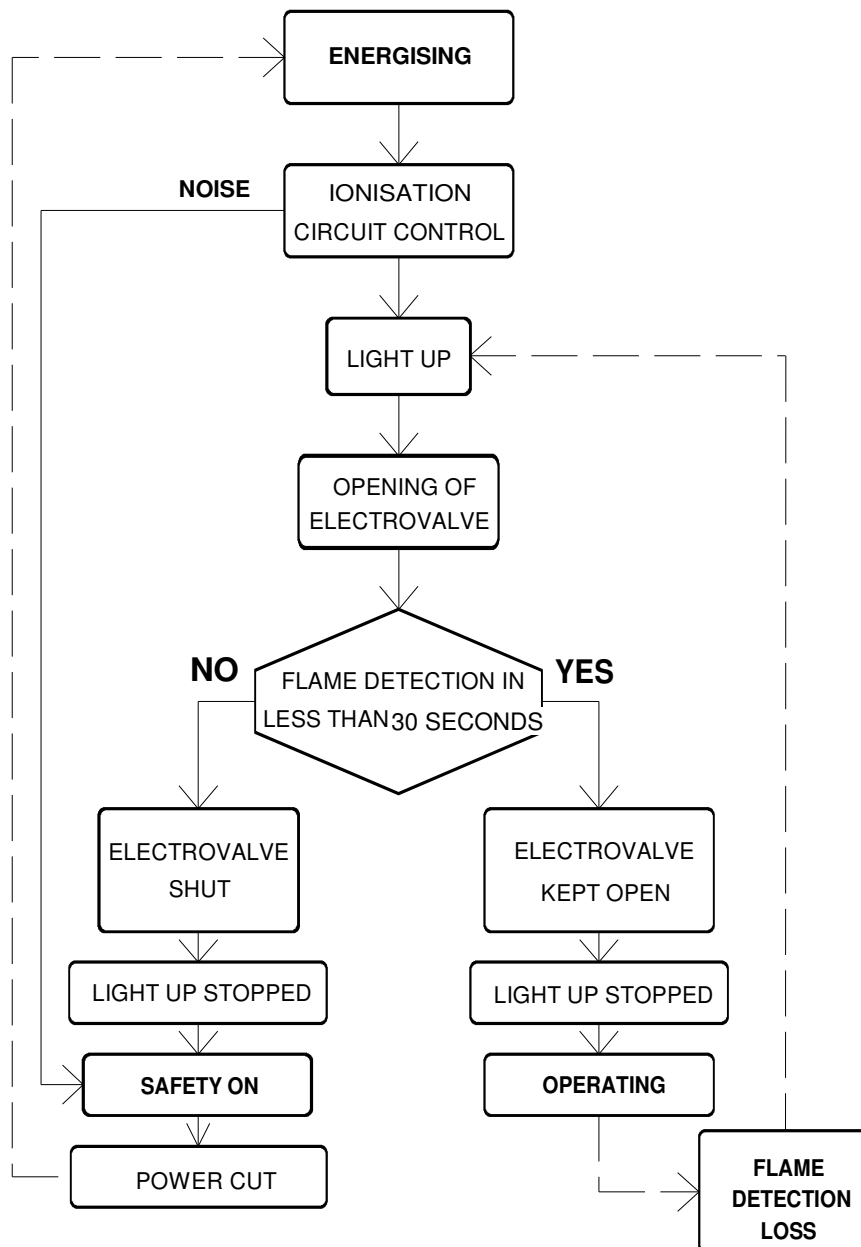 ENERGISING
NOISE
IONISATION
CIRCUIT CONTROL
LIGHT UP
OPENING OF
ELECTROVALVE
NO
YES
FLAME DETECTION IN
LESS THAN 30 SECONDS
ELECTROVALVE
SHUT
ELECTROVALVE
KEPT OPEN
LIGHT UP STOPPED
LIGHT UP STOPPED
SAFETY ON
OPERATING
POWER CUT
FLAME
DETECTION
LOSS